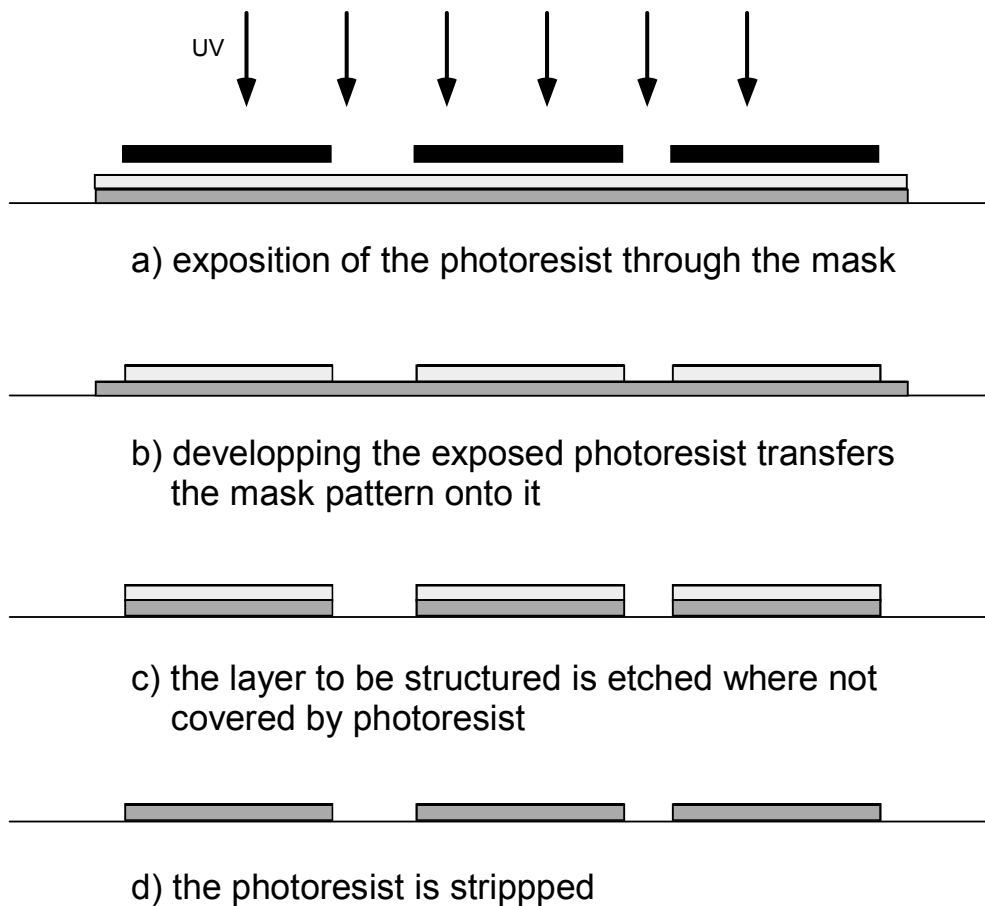 UV
a) exposition of the photoresist through the mask
b) developping the exposed photoresist transfers
the mask pattern onto it
c) the layer to be structured is etched where not
covered by photoresist
d) the photoresist is strippped